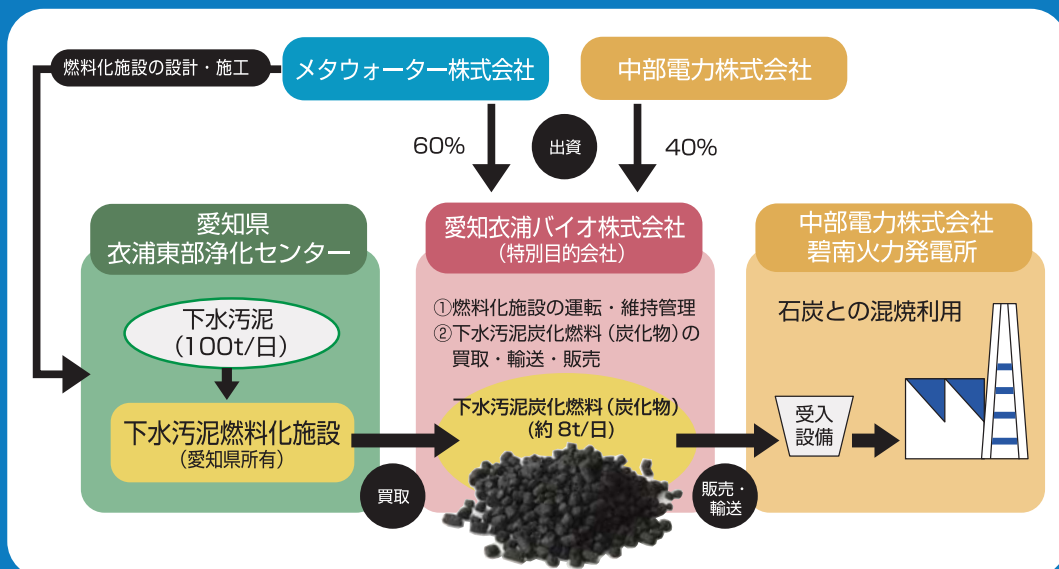 燃料化施設の設計・施工
メタウォーター株式会社
中部電力株式会社
60%
出資
40%
愛知県
衣浦東部浄化センター
下水汚泥
(100t/日)
下水汚泥燃料化施設
(愛知県所有)
買取
愛知衣浦バイオ株式会社
(特別目的会社)
①燃料化施設の運転・維持管理
②下水汚泥炭化燃料(炭化物)の
買取・輸送・販売
下水汚泥炭化燃料(炭化物)
(約8t/日)
販売・
輸送
中部電力株式会社
碧南火力発電所
石炭との混焼利用
受入
設備